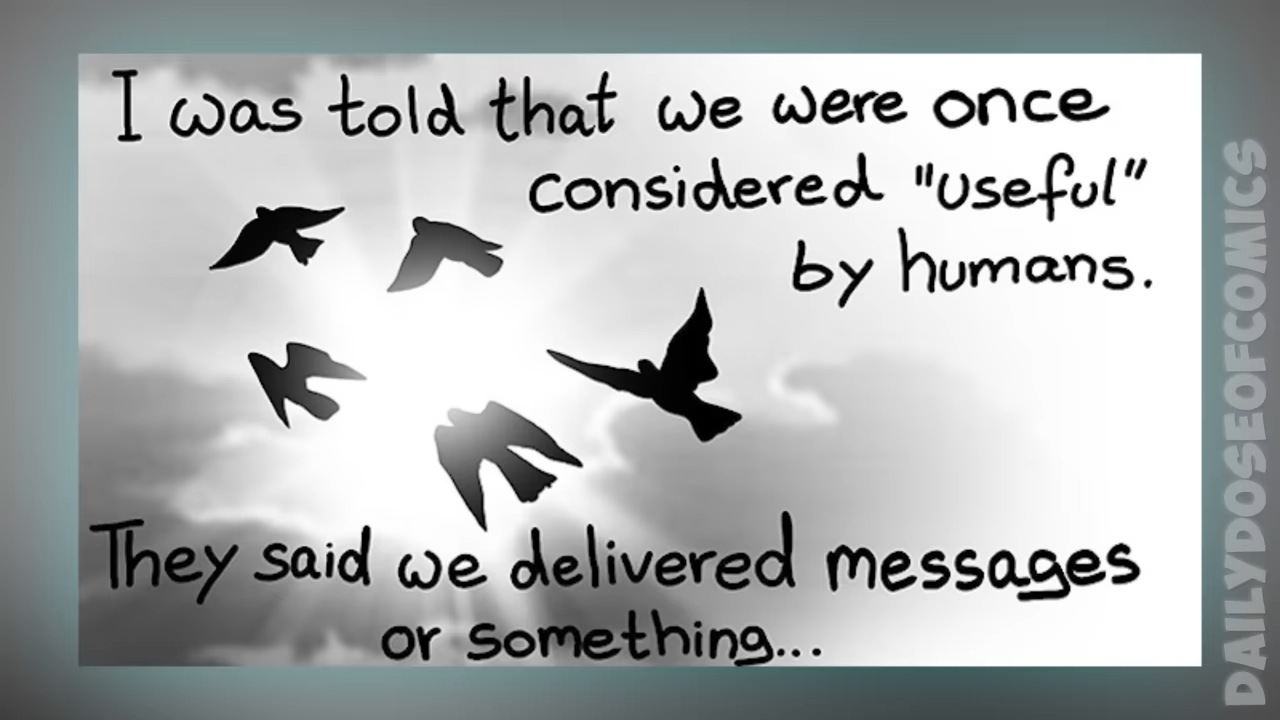 I was told that we were once
considered "useful"
by humans.
They said we delivered messages
or something...
DAILYDOSEOFCOMICS